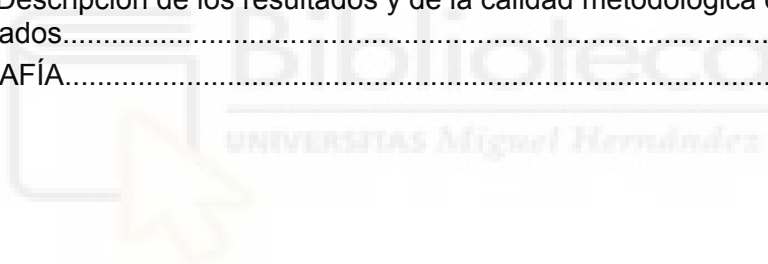 Descripción de los resultados y de la calidad metodológica
ados....................................................................................................
AFÍA....................................................................................................
Biblioteca
UNIVERSITAS Miguel Hernández